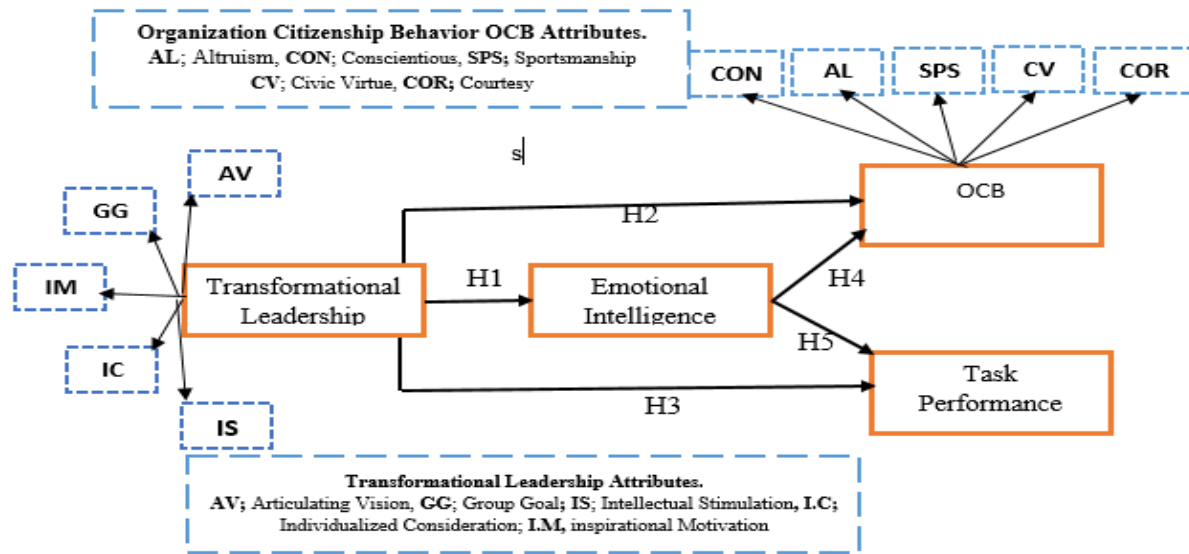 Organization Citizenship Behavior OCB Attributes.
AL; Altruism, CON; Conscientious, SPS; Sportsmanship
CV; Civic Virtue, COR; Courtesy
CON
AL
SPS
CV
COR
s
AV
GG
IM
IC
IS
OCB
H2
Transformational
Leadership
H1
Emotional
Intelligence
H4
H5
H3
Task
Performance
Transformational Leadership Attributes.
AV; Articulating Vision, GG; Group Goal; IS; Intellectual Stimulation, I.C;
Individualized Consideration; I.M, inspirational Motivation